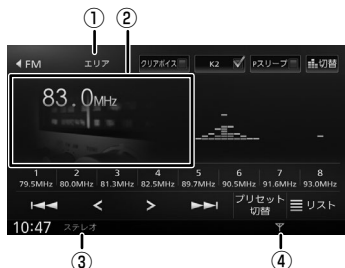 ① ②
FM エリア クリアボイス K2 Pスリープ 切替
83.0MHz
1 2 3 4 5 6 7 8
79.5MHz 80.0MHz 81.3MHz 82.5MHz 89.7MHz 90.5MHz 91.6MHz 93.0MHz
プリセット
切替 リスト
10:47 ステレオ
③ ④